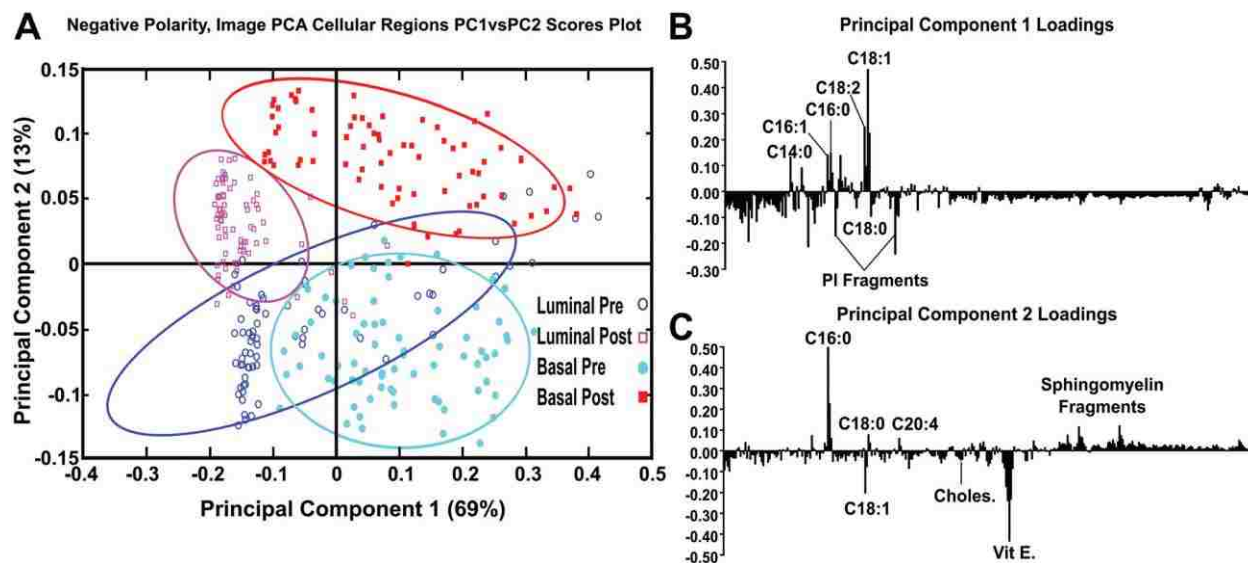 A
Negative Polarity, Image PCA Cellular Regions PC1vsPC2 Scores Plot
Principal Component 2 (13%)
0.15
0.1
0.05
0
-0.05
-0.1
-0.15
-0.4
-0.3
-0.2
-0.1
0
0.1
0.2
0.3
0.4
0.5
Principal Component 1 (69%)
Luminal Pre
Luminal Post
Basal Pre
Basal Post
B
Principal Component 1 Loadings
0.50
0.40
0.30
0.20
0.10
0.00
-0.10
-0.20
-0.30
C18:1
C18:2
C16:0
C16:1
C14:0
C18:0
PI Fragments
C
Principal Component 2 Loadings
0.50
0.40
0.30
0.20
0.10
0.00
-0.10
-0.20
-0.30
-0.40
-0.50
C16:0
Sphingomyelin
Fragments
C18:0
C20:4
Choles.
C18:1
Vit E.